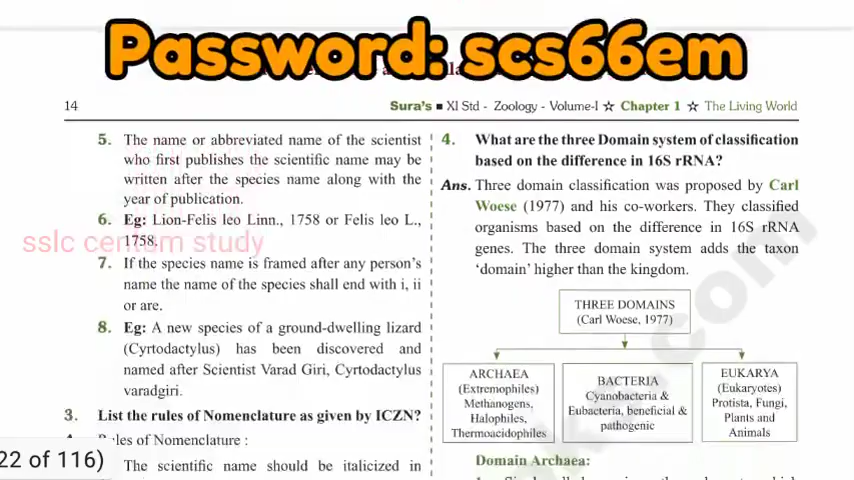 Password: scs66em
14
Sura's ■ XI Std - Zoology - Volume-I ☆ Chapter 1 ☆ The Living World
5. The name or abbreviated name of the scientist
who first publishes the scientific name may be
written after the species name along with the
year of publication.
6. Eg: Lion-Felis leo Linn., 1758 or Felis leo L.,
1758.
sslc centum study
7. If the species name is framed after any person's
name the name of the species shall end with i, ii
or are.
8. Eg: A new species of a ground-dwelling lizard
(Cyrtodactylus) has been discovered and
named after Scientist Varad Giri, Cyrtodactylus
varadgiri.
3. List the rules of Nomenclature as given by ICZN?
les of Nomenclature :
22 of 116)
The scientific name should be italicized in
4. What are the three Domain system of classification
based on the difference in 16S rRNA?
Ans. Three domain classification was proposed by Carl
Woese (1977) and his co-workers. They classified
organisms based on the difference in 16S rRNA
genes. The three domain system adds the taxon
‘domain’ higher than the kingdom.
THREE DOMAINS
(Carl Woese, 1977)
ARCHAEA
(Extremophiles)
Methanogens,
Halophiles,
Thermoacidophiles
BACTERIA
Cyanobacteria &
Eubacteria, beneficial &
pathogenic
EUKARYA
(Eukaryotes)
Protista, Fungi,
Plants and
Animals
Domain Archaea: